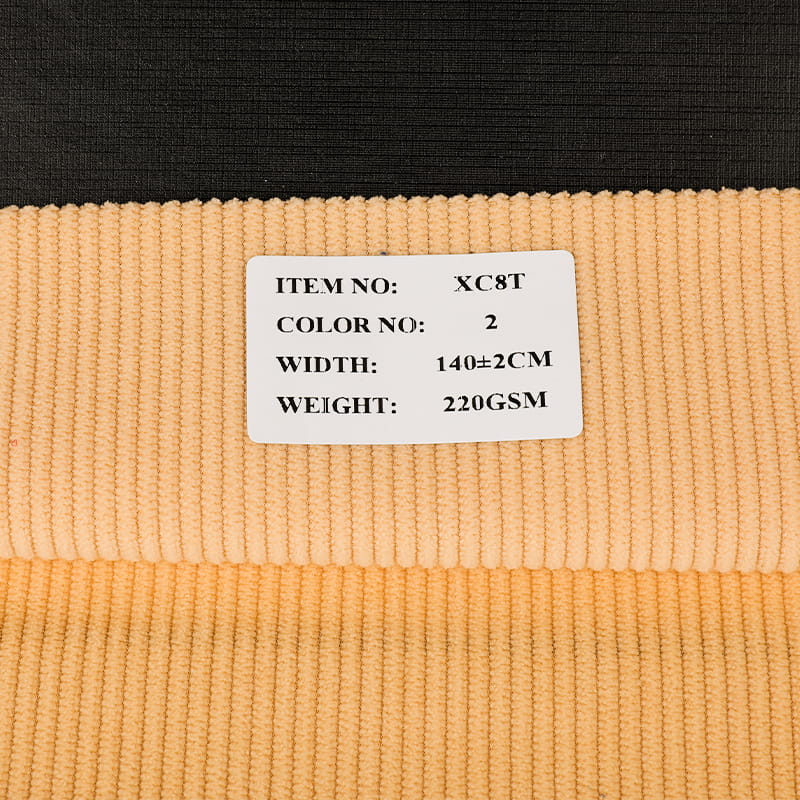 ITEM NO: XC8T
COLOR NO: 2
WIDTH: 140±2CM
WEIGHT: 220GSM